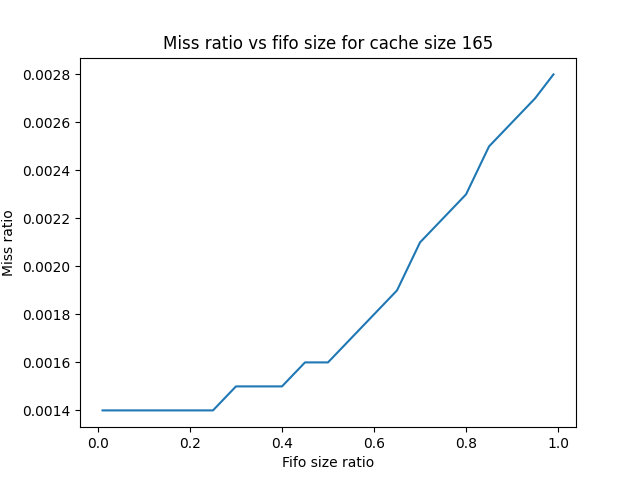 Miss ratio vs fifo size for cache size 165
0.0028
0.0026
0.0024
0.0022
0.0020
0.0018
0.0016
0.0014
Miss ratio
0.0 0.2 0.4 0.6 0.8 1.0
Fifo size ratio